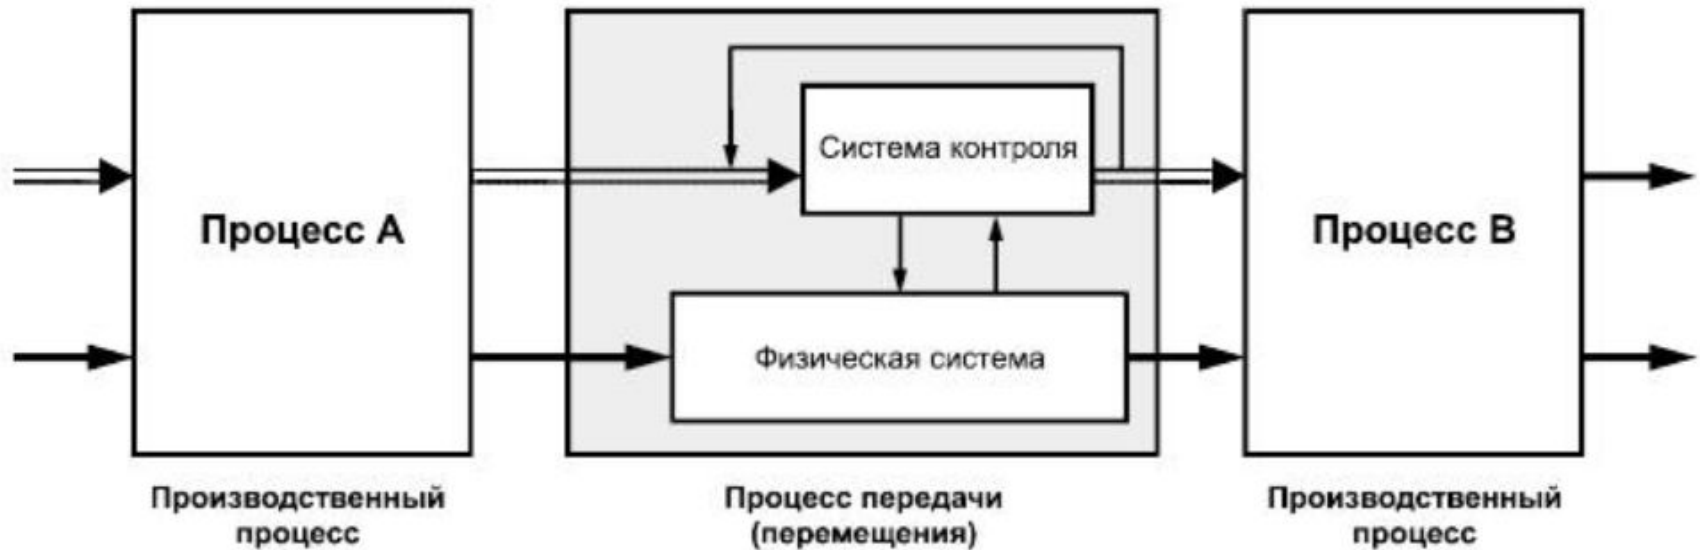 Процесс А
Система контроля
Физическая система
Процесс В
Производственный
процесс
Процесс передачи
(перемещения)
Производственный
процесс